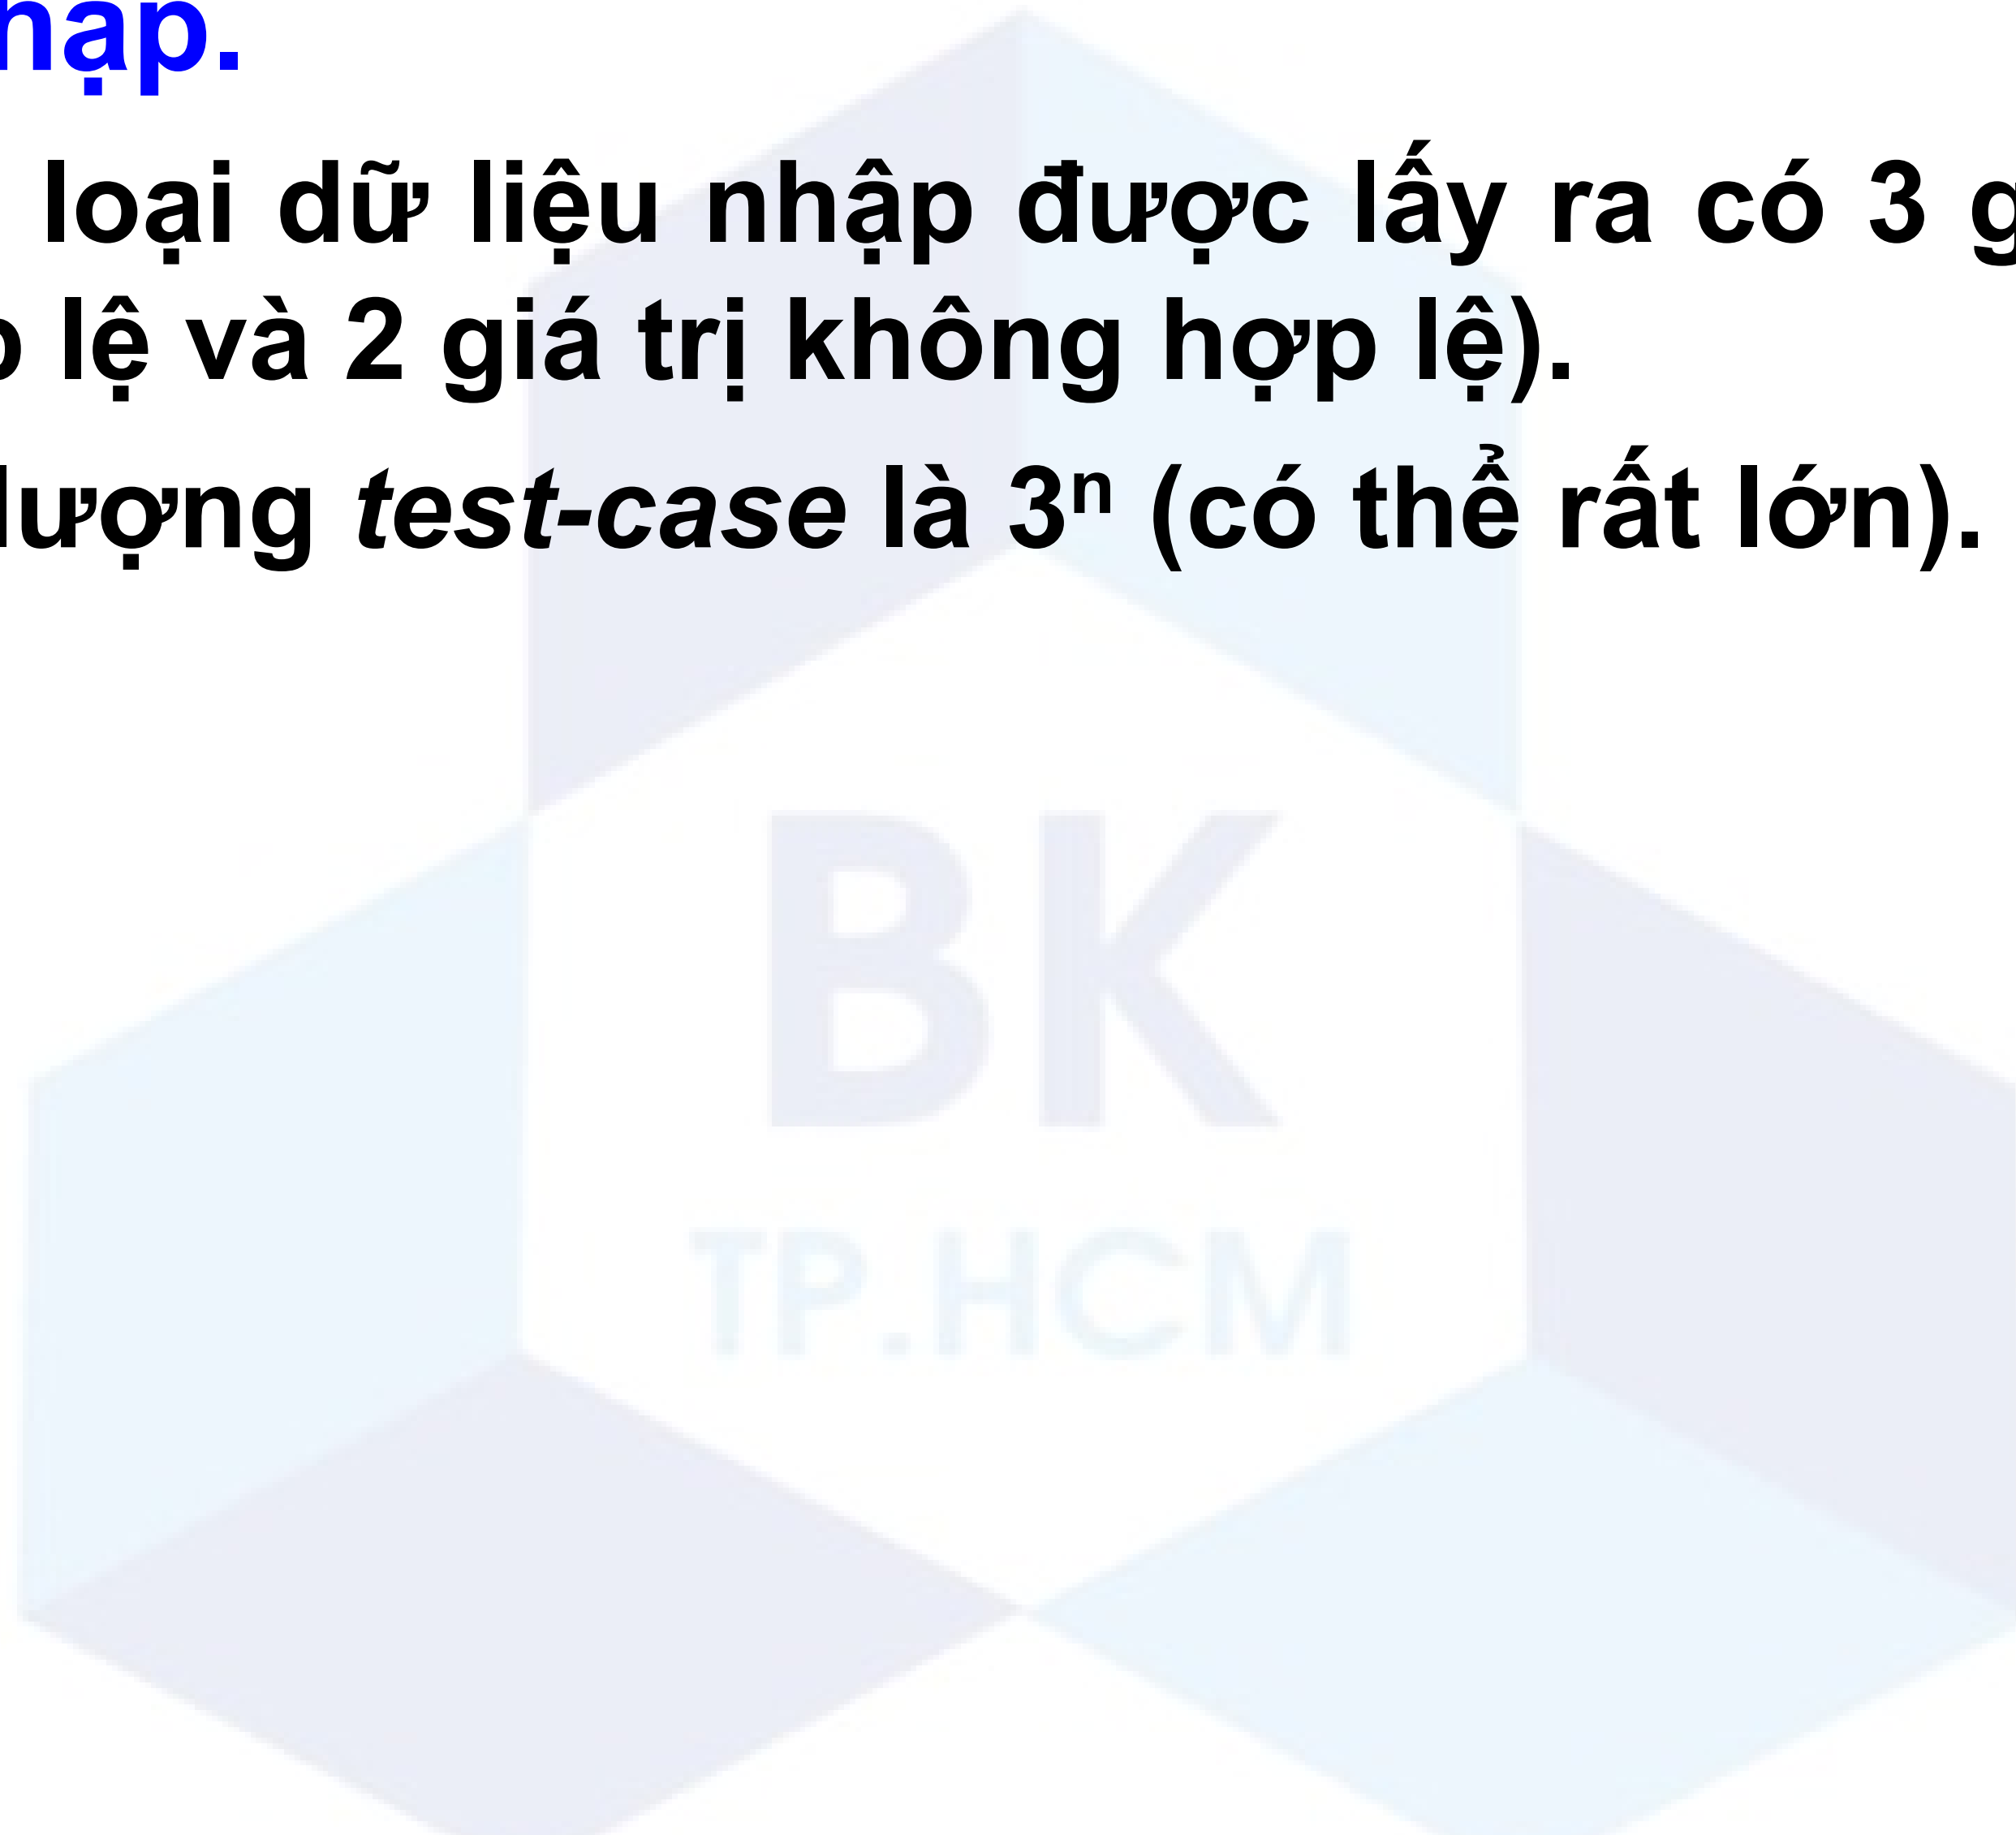 hập.
loại dữ liệu nhập được lấy ra có 3 g
p lệ và 2 giá trị không hợp lệ).
lượng test-case là 3ⁿ (có thể rất lớn).
BK
TP.HCM